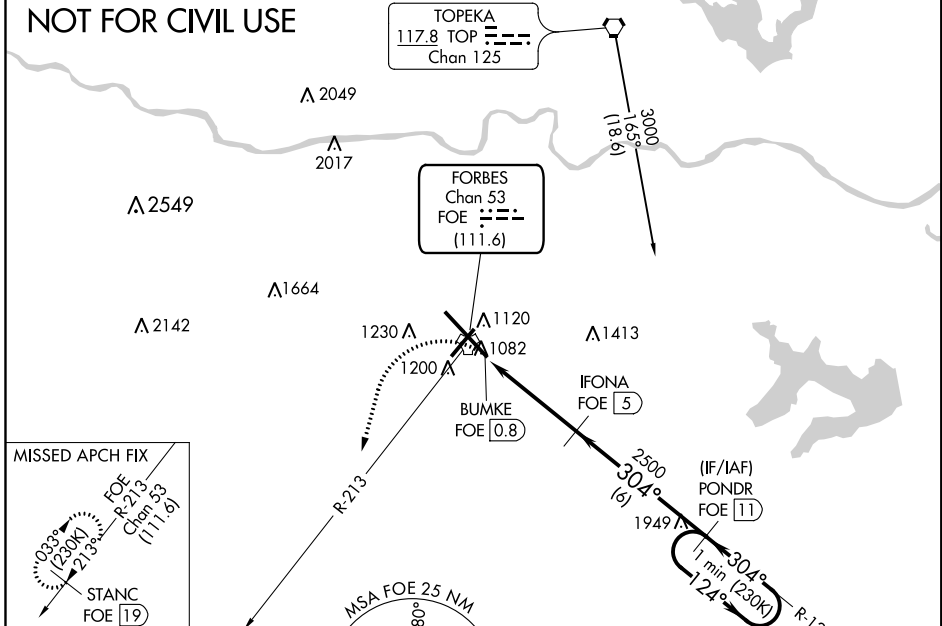 NOT FOR CIVIL USE
TOPEKA
117.8 TOP
Chan 125
3000
165°
(18.6)
2049
2017
2549
FORBES
Chan 53
FOE
(111.6)
1664
2142
1230
1120
1082
1200
1413
BUMKE
FOE 0.8
IFONA
FOE 5
2500
304°
(6)
(IF/IAF)
PONDR
FOE 11
1949
304°
1 min (230K)
124°
R-213
MISSED APCH FIX
FOE
R-213
Chan 53
(111.6)
033°
(230K)
213°
STANC
FOE 19
MSA FOE 25 NM